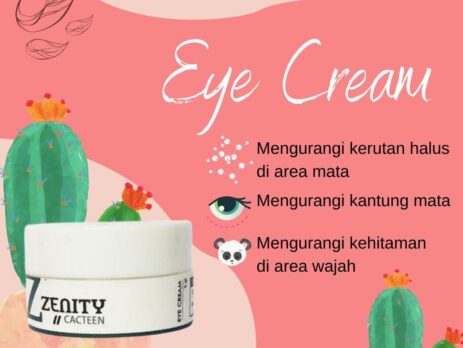 Eye Cream
Mengurangi kerutan halus
di area mata
Mengurangi kantung mata
Mengurangi kehitaman
di area wajah
ZENITY
CACTEEN
EYE CREAM